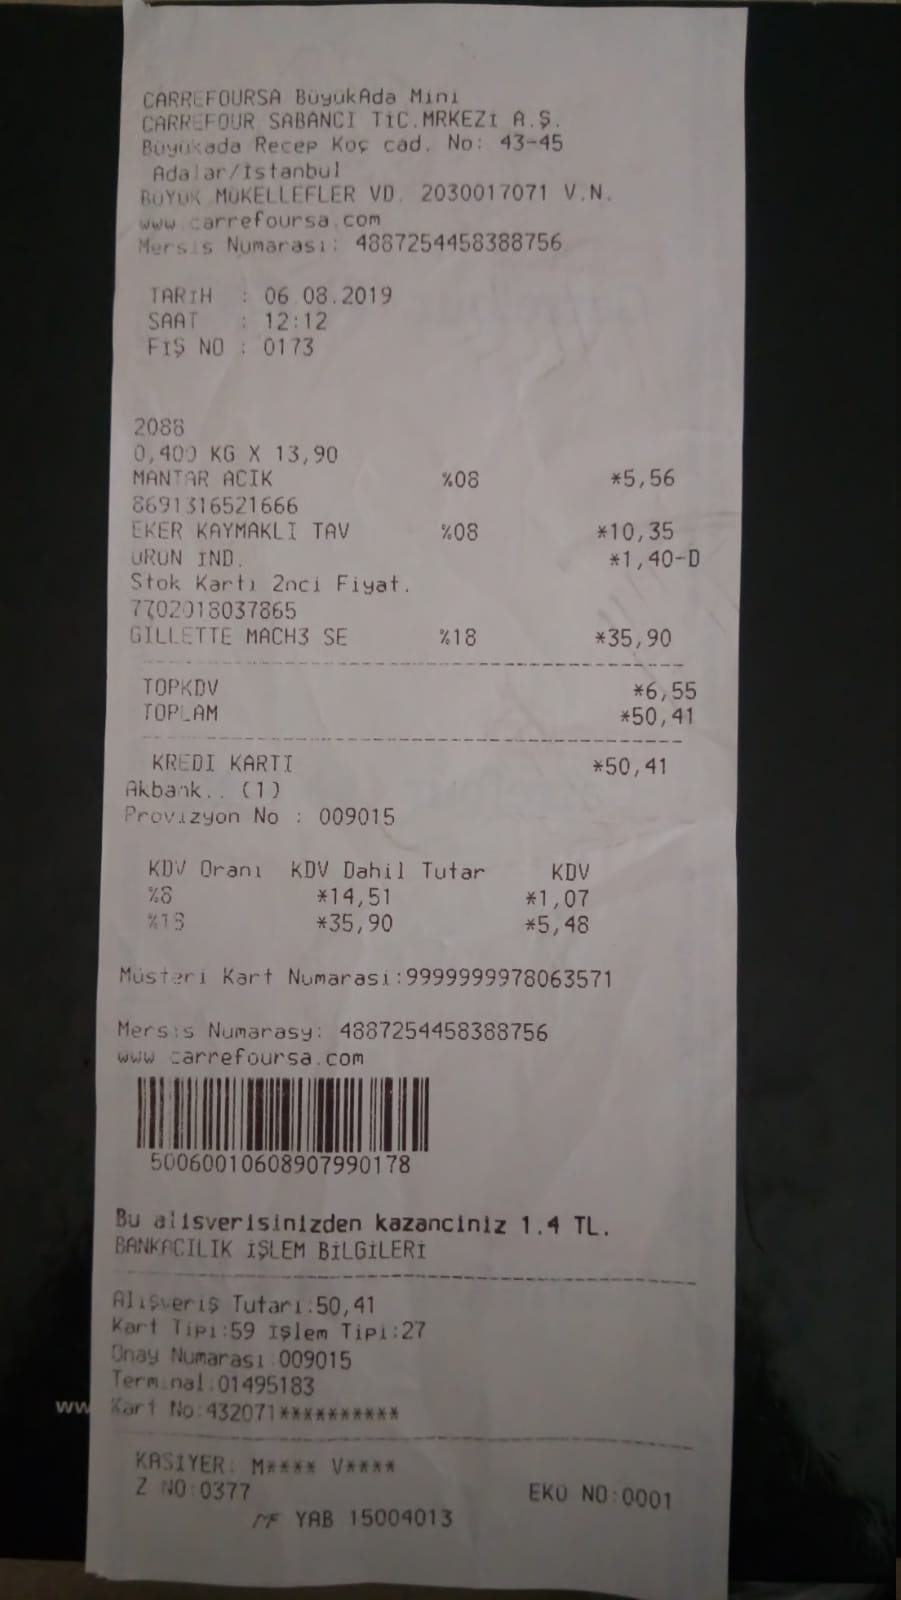 CARREFOURSA BüyükAda Mini
CARREFOUR SABANCI TİC.MRKEZİ A.Ş.
Büyükada Recep Koç cad. No: 43-45
Adalar/İstanbul
BÜYÜK MÜKELLEFLER VD. 2030017071 V.N.
www.carrefoursa.com
Mersis Numarası: 4887254458388756
TARİH : 06.08.2019
SAAT : 12:12
FİŞ NO : 0173
2088
0,400 KG X 13,90
MANTAR ACIK %08 *5,56
8691316521666
EKER KAYMAKLI TAV %08 *10,35
ÜRÜN İND. *1,40-D
Stok Kartı 2nci Fiyat.
7702018037865
GILLETTE MACH3 SE %18 *35,90
TOPKDV *6,55
TOPLAM *50,41
KREDI KARTI *50,41
Akbank.. (1)
Provizyon No : 009015
KDV Oranı KDV Dahil Tutar KDV
%8 *14,51 *1,07
%18 *35,90 *5,48
Müsteri Kart Numarası:9999999978063571
Mersis Numarasy: 4887254458388756
www.carrefoursa.com
50060010608907990178
Bu alisverisinizden kazanciniz 1.4 TL.
BANKACILIK İŞLEM BİLGİLERİ
Alışveriş Tutarı:50,41
Kart Tipi:59 İşlem Tipi:27
Onay Numarası:009015
Terminal:01495183
Kart No:432071**********
KASİYER: M**** V****
Z NO:0377 EKÜ NO:0001
MF YAB 15004013